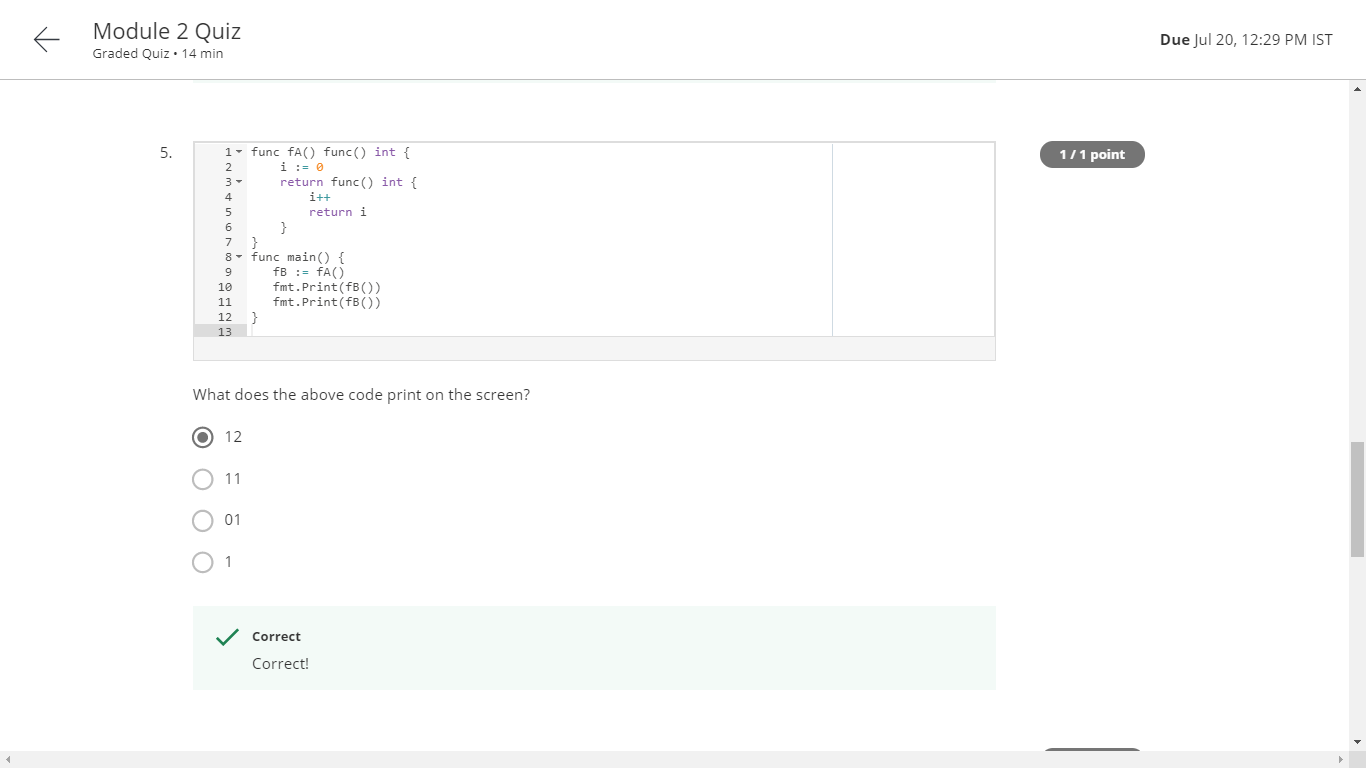 Module 2 Quiz
Graded Quiz • 14 min
Due Jul 20, 12:29 PM IST
5.
1 / 1 point
1 func fA() func() int {
2     i := 0
3     return func() int {
4         i++
5         return i
6     }
7 }
8 func main() {
9    fB := fA()
10    fmt.Print(fB())
11    fmt.Print(fB())
12 }
13
What does the above code print on the screen?
12
11
01
1
Correct
Correct!